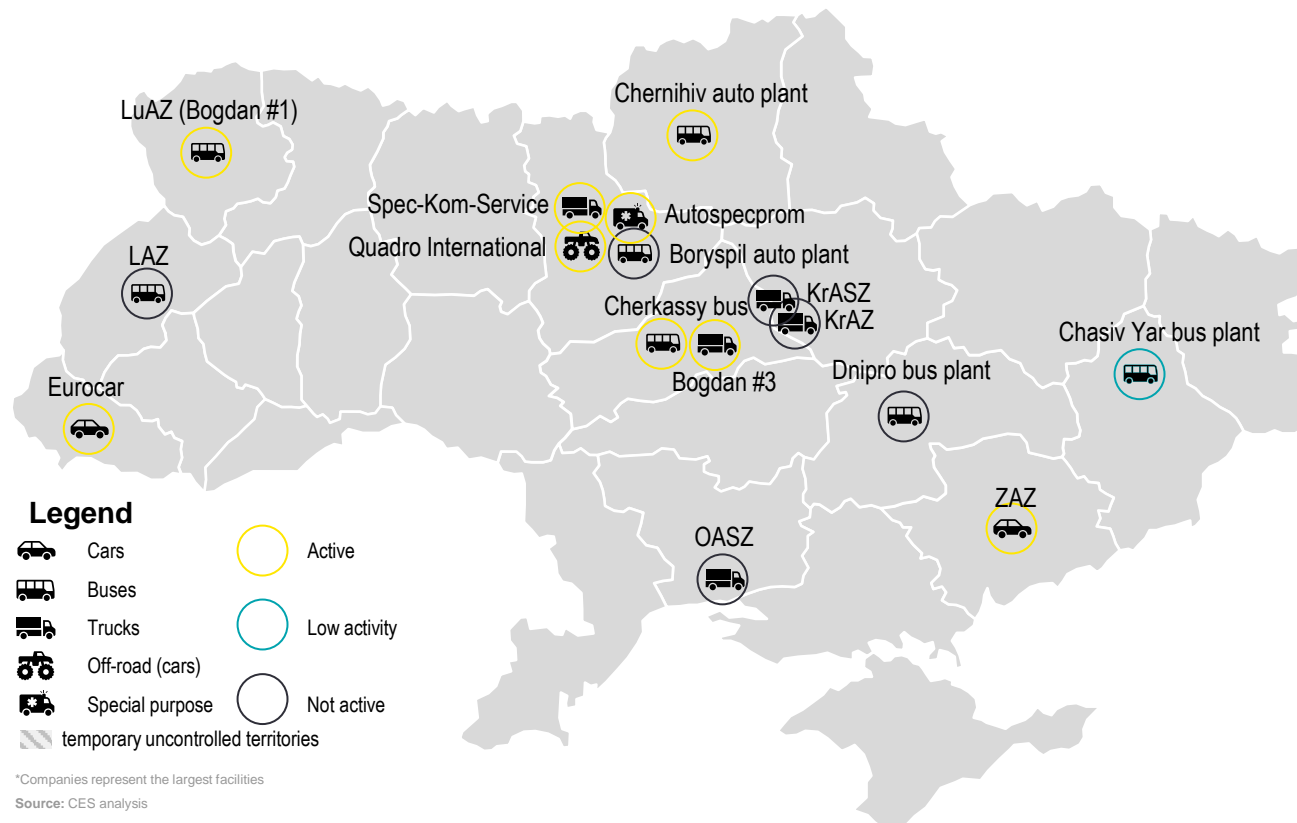 Chernihiv auto plant
LuAZ (Bogdan #1)
Spec-Kom-Service
Autospecprom
Quadro International
Boryspil auto plant
LAZ
KrASZ
Cherkassy bus
KrAZ
Chasiv Yar bus plant
Bogdan #3
Dnipro bus plant
Eurocar
ZAZ
OASZ
Legend
Cars
Active
Buses
Trucks
Low activity
Off-road (cars)
Special purpose
Not active
temporary uncontrolled territories
*Companies represent the largest facilities
Source: CES analysis